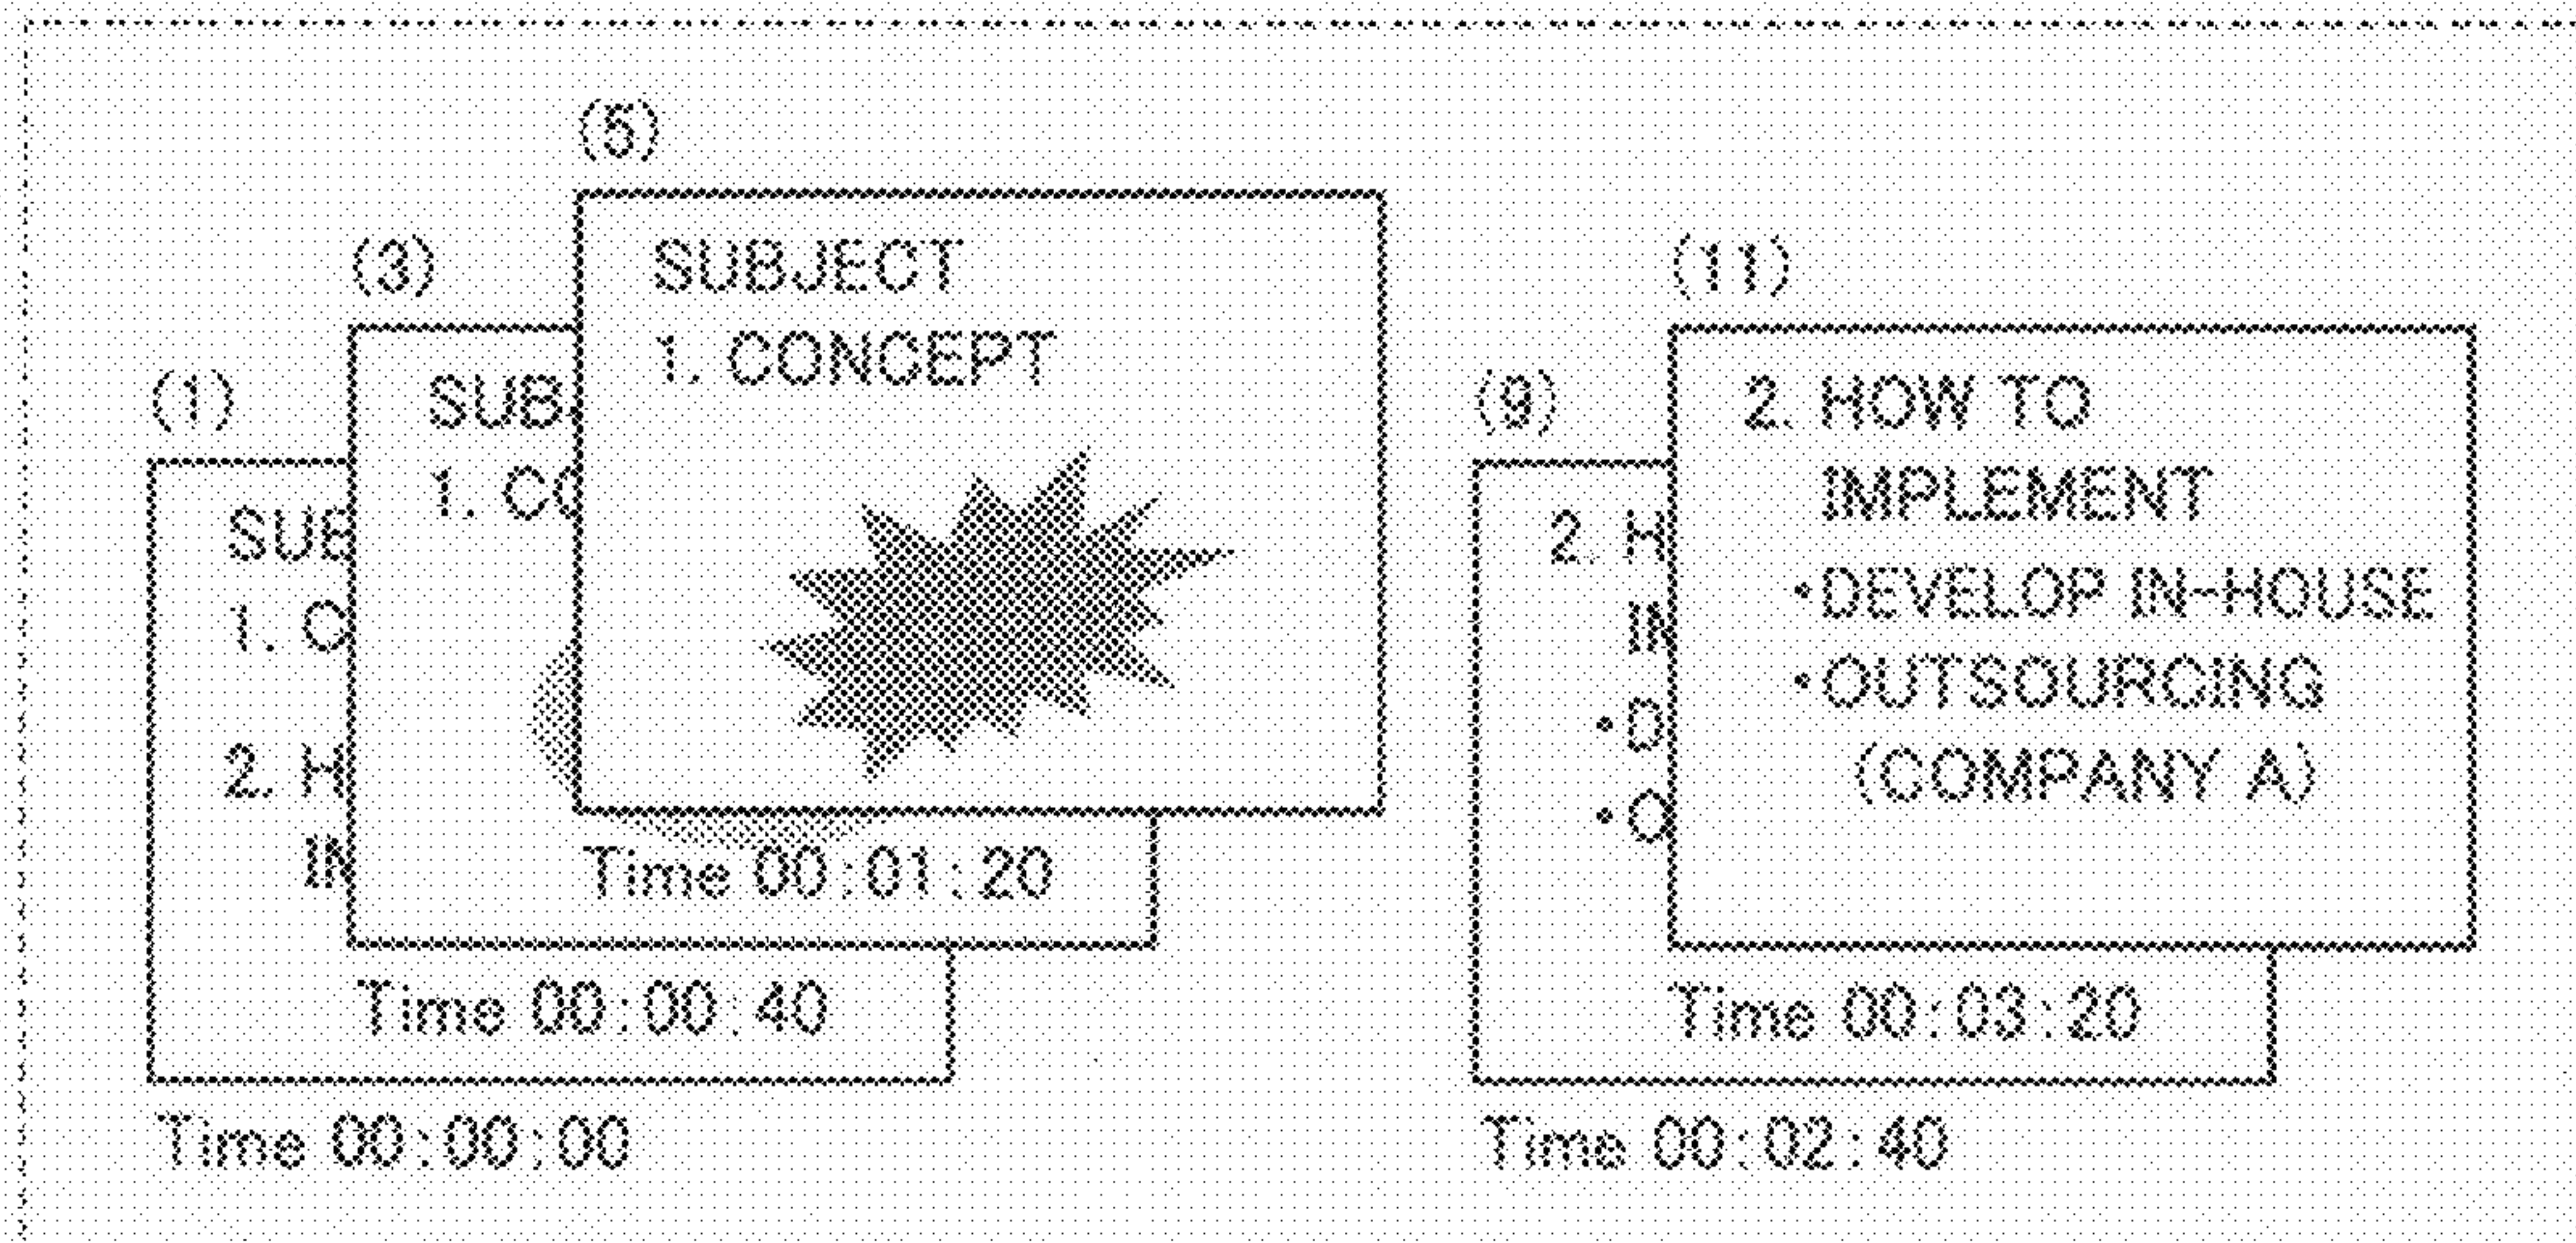 (5)
SUBJECT
1. CONCEPT
Time 00:01:20
(3)
SUB
1. CO
Time 00:00:40
(1)
SUB
1. C
2. H
IN
Time 00:00:00
(11)
2. HOW TO
IMPLEMENT
・DEVELOP IN-HOUSE
・OUTSOURCING
(COMPANY A)
Time 00:03:20
(9)
2. H
IM
・D
・O
Time 00:02:40